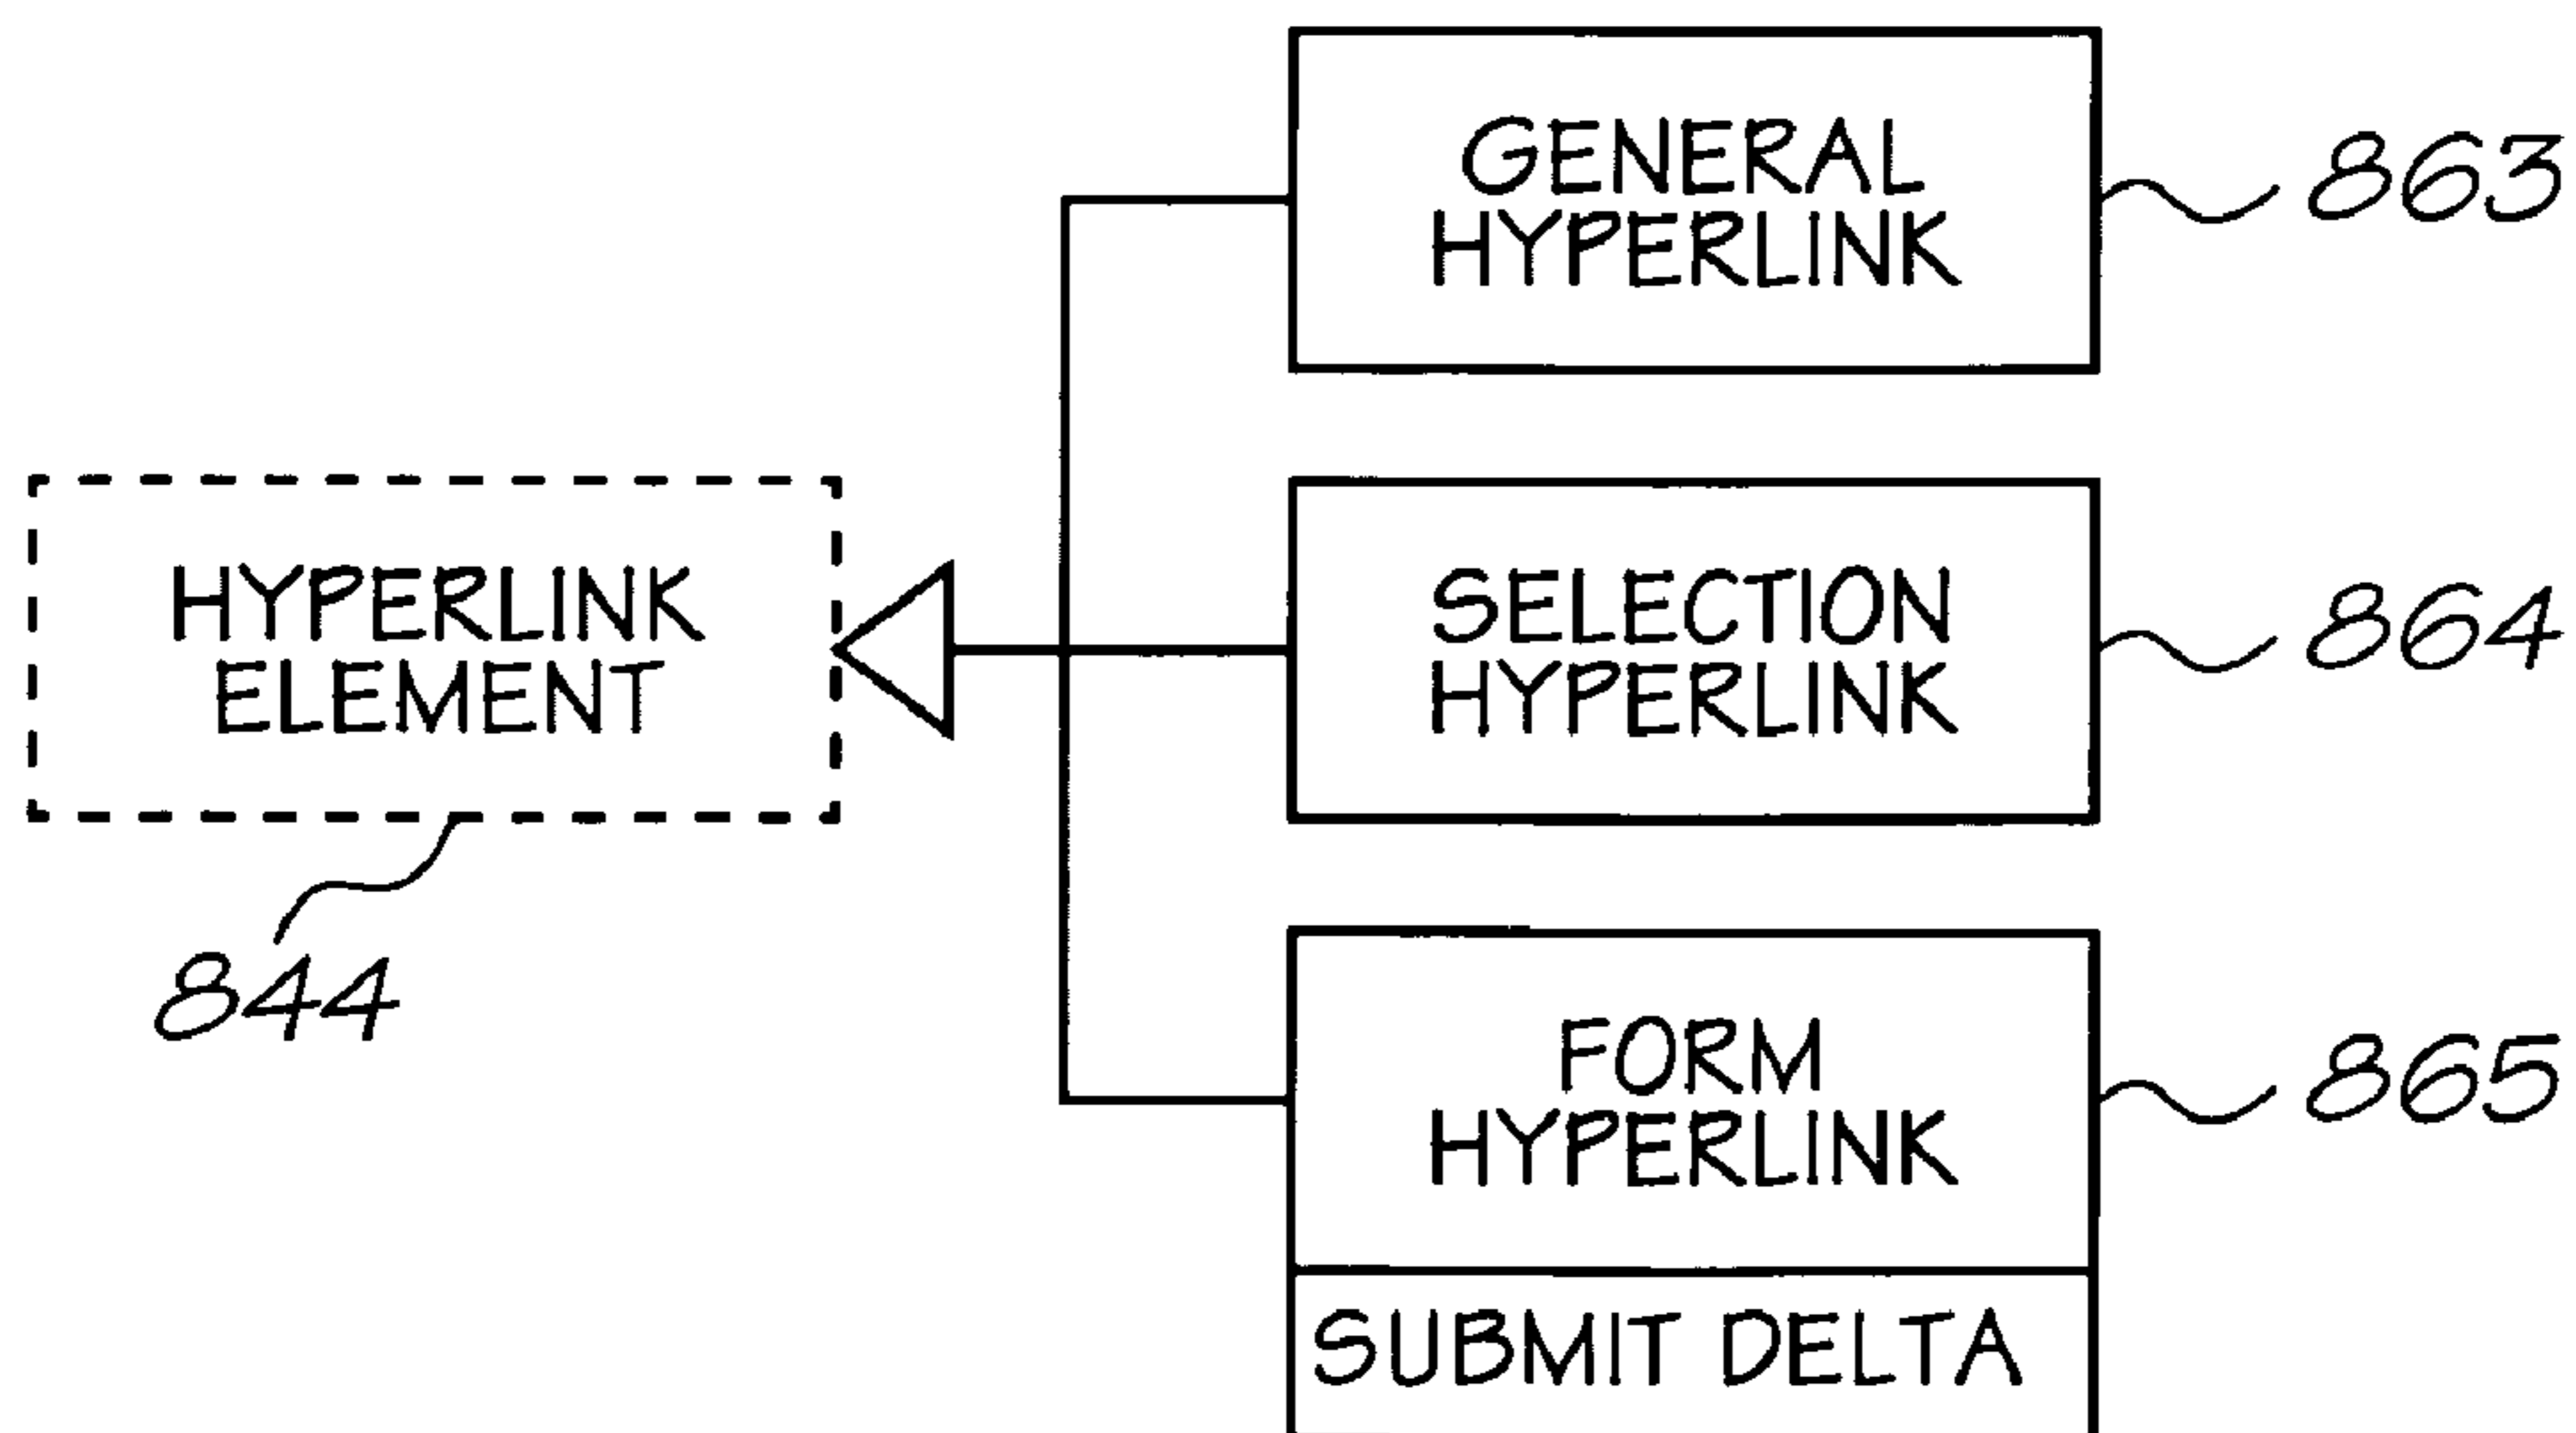 GENERAL
HYPERLINK
863
HYPERLINK
ELEMENT
844
SELECTION
HYPERLINK
864
FORM
HYPERLINK
865
SUBMIT DELTA